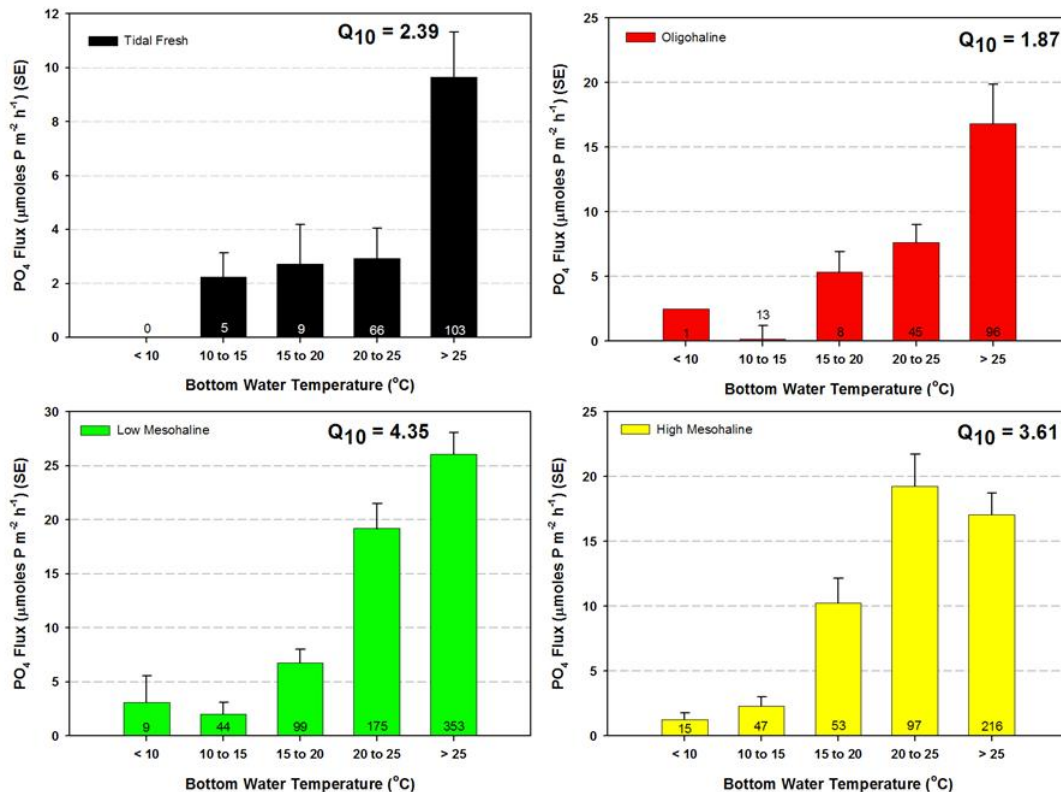 Tidal Fresh
Q10 = 2.39
PO4 Flux (µmoles P m-2 h-1) (SE)
12
10
8
6
4
2
0
0
5
9
66
103
< 10
10 to 15
15 to 20
20 to 25
> 25
Bottom Water Temperature (oC)
Oligohaline
Q10 = 1.87
PO4 Flux (µmoles P m-2 h-1) (SE)
25
20
15
10
5
0
1
13
8
45
96
< 10
10 to 15
15 to 20
20 to 25
> 25
Bottom Water Temperature (oC)
Low Mesohaline
Q10 = 4.35
PO4 Flux (µmoles P m-2 h-1) (SE)
30
25
20
15
10
5
0
9
44
99
175
353
< 10
10 to 15
15 to 20
20 to 25
> 25
Bottom Water Temperature (oC)
High Mesohaline
Q10 = 3.61
PO4 Flux (µmoles P m-2 h-1) (SE)
25
20
15
10
5
0
15
47
53
97
216
< 10
10 to 15
15 to 20
20 to 25
> 25
Bottom Water Temperature (oC)